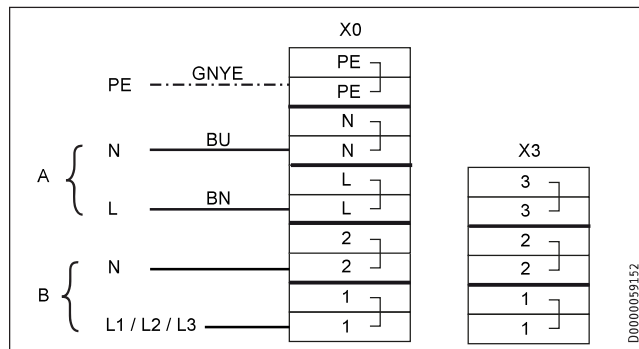 X0
PE
PE GNYE PE
N
A N BU N
L
L BN L
2
B N 2
1
L1 / L2 / L3 1
X3
3
3
2
2
1
1
D0000059152